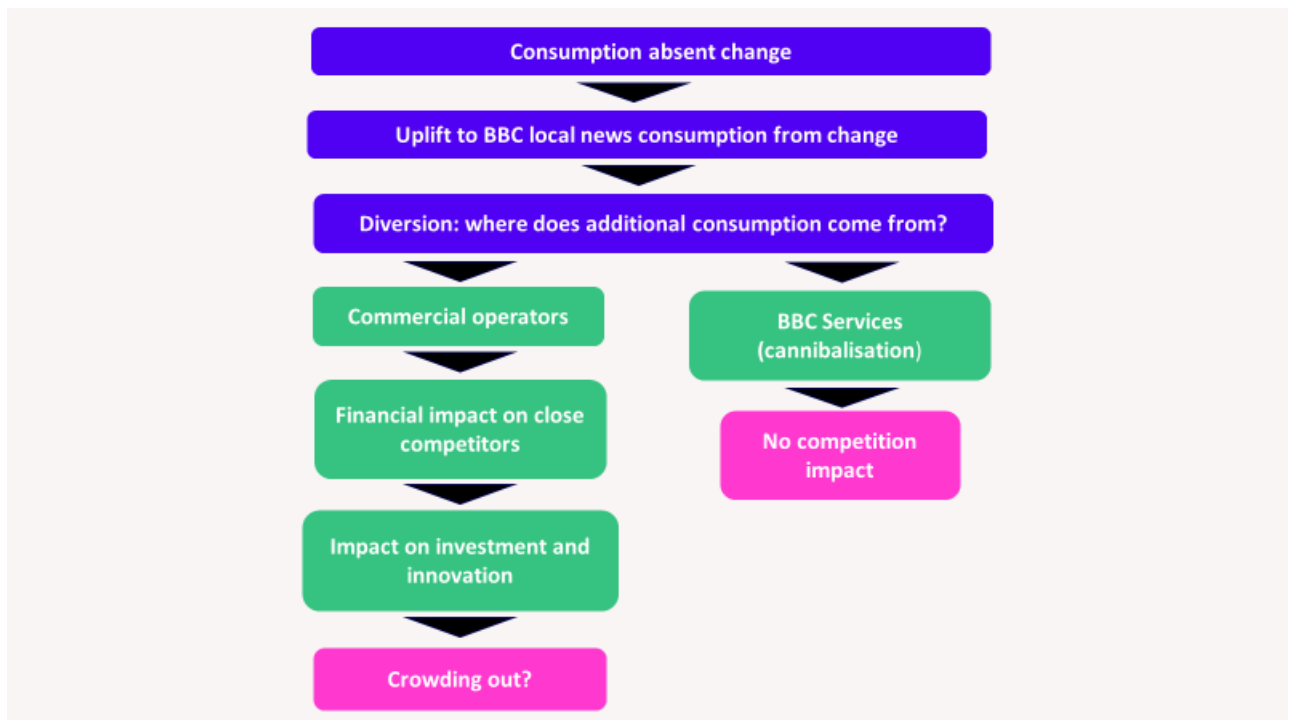 Consumption absent change
Uplift to BBC local news consumption from change
Diversion: where does additional consumption come from?
Commercial operators
BBC Services
(cannibalisation)
Financial impact on close
competitors
No competition
impact
Impact on investment and
innovation
Crowding out?